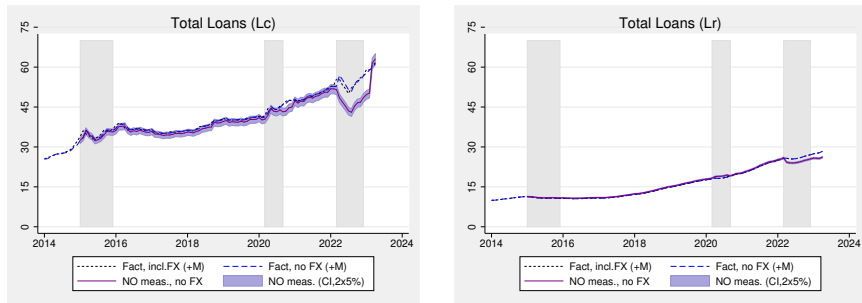 Total Loans (Lc)
75
60
45
30
15
0
2014 2016 2018 2020 2022 2024
Fact, incl.FX (+M) Fact, no FX (+M)
NO meas., no FX NO meas. (CI,2x5%)
Total Loans (Lr)
75
60
45
30
15
0
2014 2016 2018 2020 2022 2024
Fact, incl.FX (+M) Fact, no FX (+M)
NO meas., no FX NO meas. (CI,2x5%)